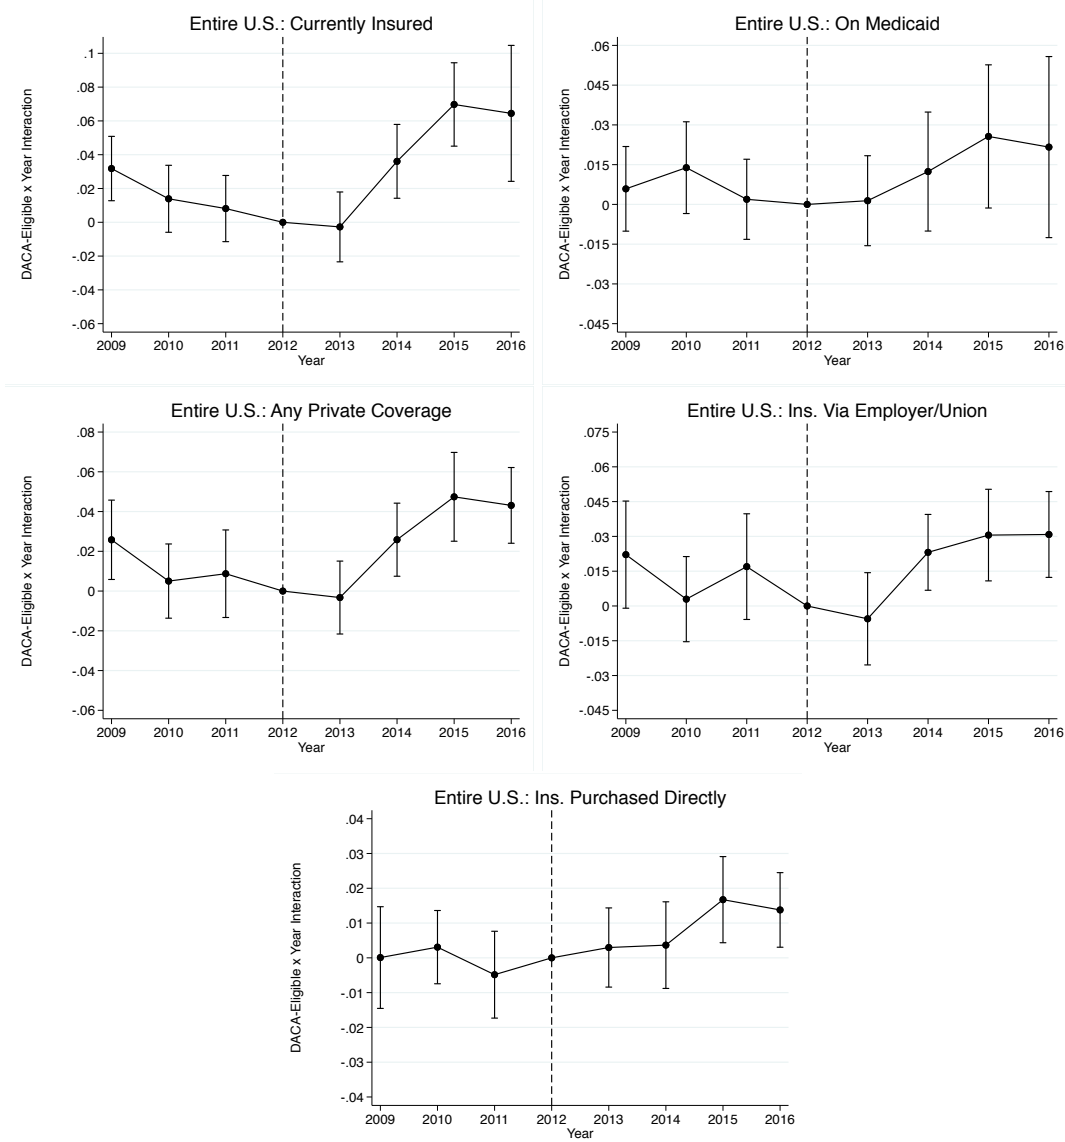 Entire U.S.: Currently Insured
DACA-Eligible x Year Interaction
.1
.08
.06
.04
.02
0
-.02
-.04
-.06
2009 2010 2011 2012 2013 2014 2015 2016
Year
Entire U.S.: On Medicaid
DACA-Eligible x Year Interaction
.06
.045
.03
.015
0
-.015
-.03
-.045
2009 2010 2011 2012 2013 2014 2015 2016
Year
Entire U.S.: Any Private Coverage
DACA-Eligible x Year Interaction
.08
.06
.04
.02
0
-.02
-.04
-.06
2009 2010 2011 2012 2013 2014 2015 2016
Year
Entire U.S.: Ins. Via Employer/Union
DACA-Eligible x Year Interaction
.075
.06
.045
.03
.015
0
-.015
-.03
-.045
2009 2010 2011 2012 2013 2014 2015 2016
Year
Entire U.S.: Ins. Purchased Directly
DACA-Eligible x Year Interaction
.04
.03
.02
.01
0
-.01
-.02
-.03
-.04
2009 2010 2011 2012 2013 2014 2015 2016
Year